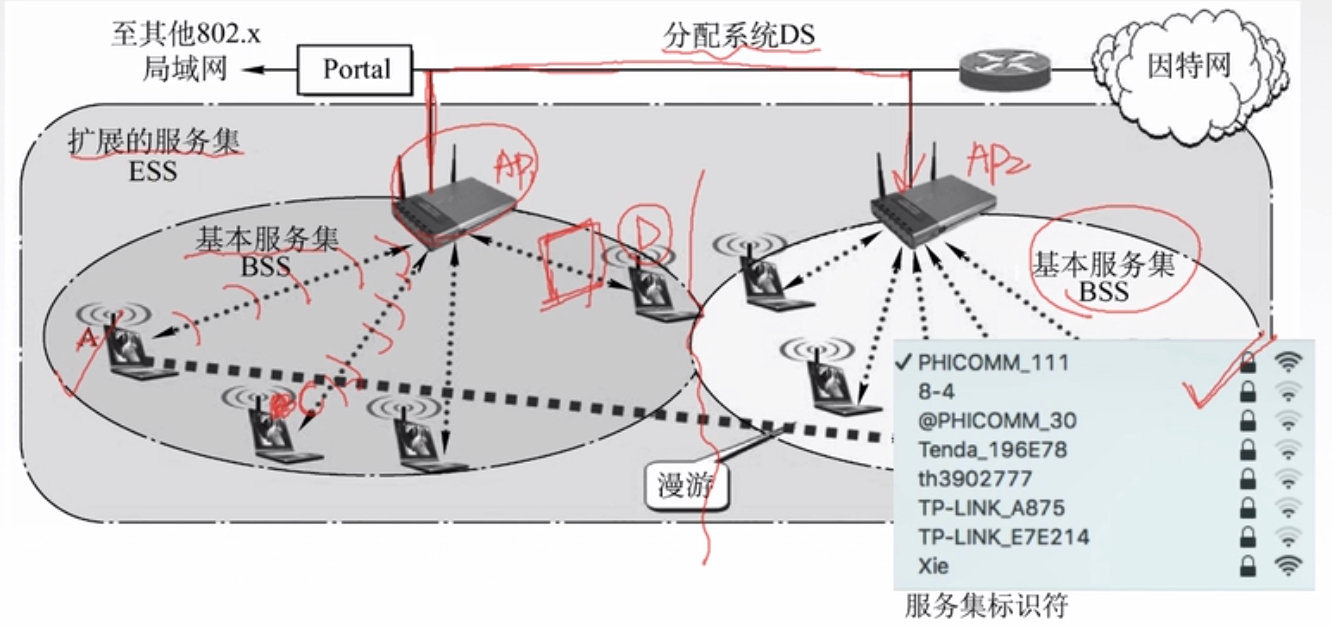 至其他802.x
局域网
Portal
分配系统DS
因特网
扩展的服务集
ESS
AP1
AP2
基本服务集
BSS
B
基本服务集
BSS
A
C
漫游
✓ PHICOMM_111
8-4
@PHICOMM_30
Tenda_196E78
th3902777
TP-LINK_A875
TP-LINK_E7E214
Xie
服务集标识符